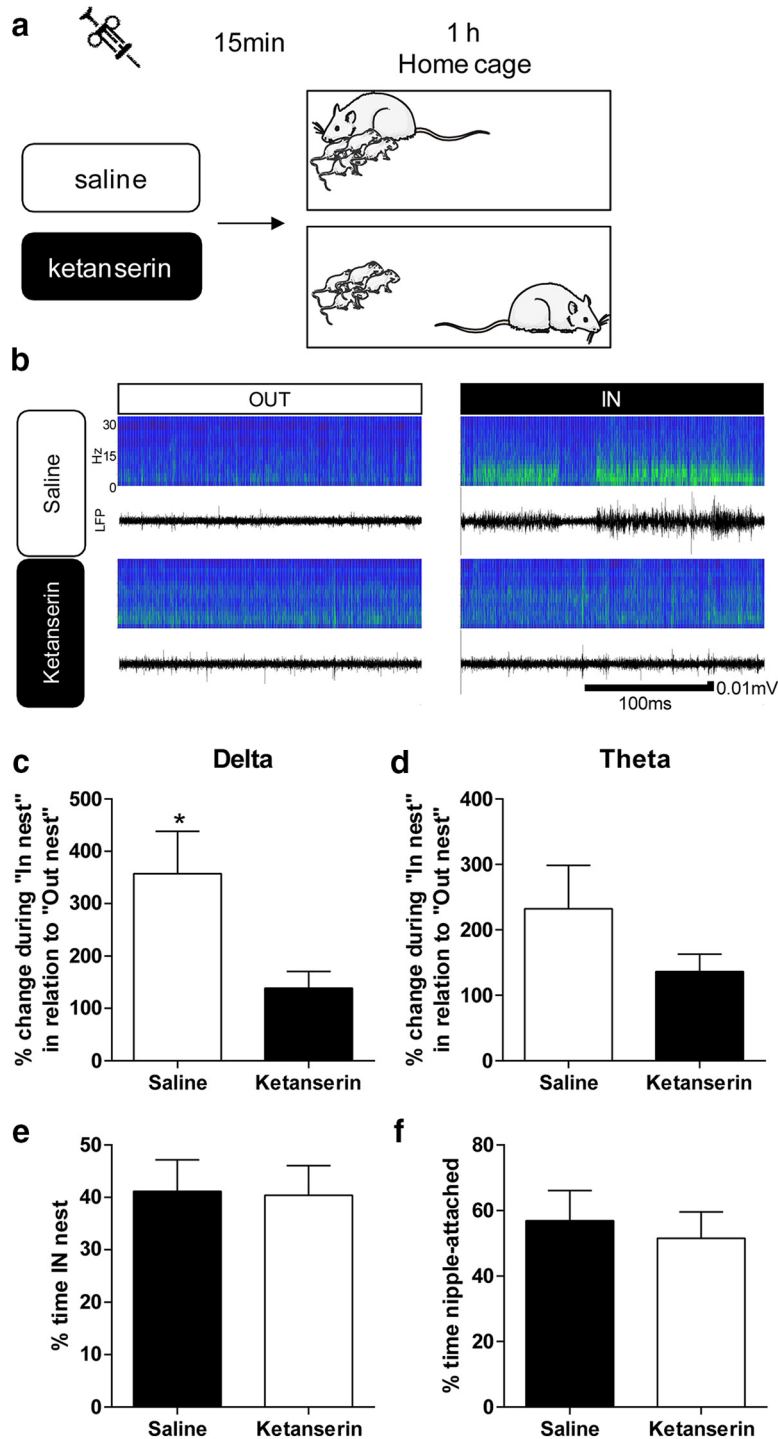 a
15min
1 h
Home cage
saline
ketanserin
b
OUT
IN
Saline
30
15
0
Hz
LFP
Ketanserin
0.01mV
100ms
c
Delta
% change during "In nest"
in relation to "Out nest"
500
400
300
200
100
0
*
Saline
Ketanserin
d
Theta
% change during "In nest"
in relation to "Out nest"
400
300
200
100
0
Saline
Ketanserin
e
% time IN nest
50
40
30
20
10
0
Saline
Ketanserin
f
% time nipple-attached
80
60
40
20
0
Saline
Ketanserin